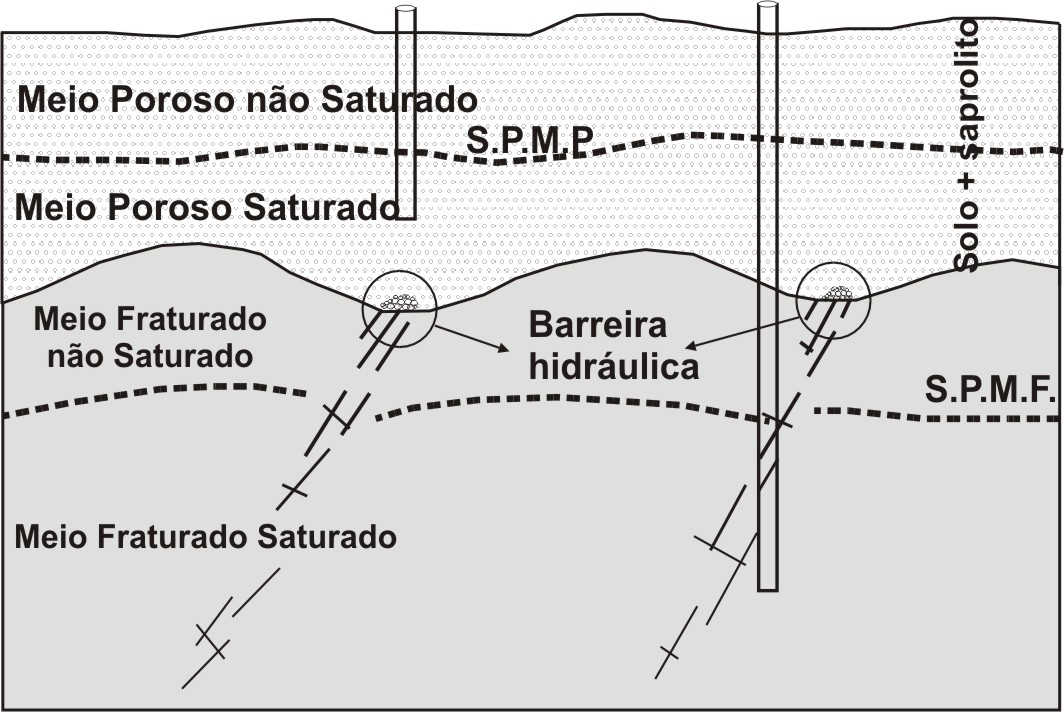 Meio Poroso não Saturado
S.P.M.P
Solo + saprolito
Meio Poroso Saturado
Meio Fraturado
não Saturado
Barreira
hidráulica
S.P.M.F.
Meio Fraturado Saturado